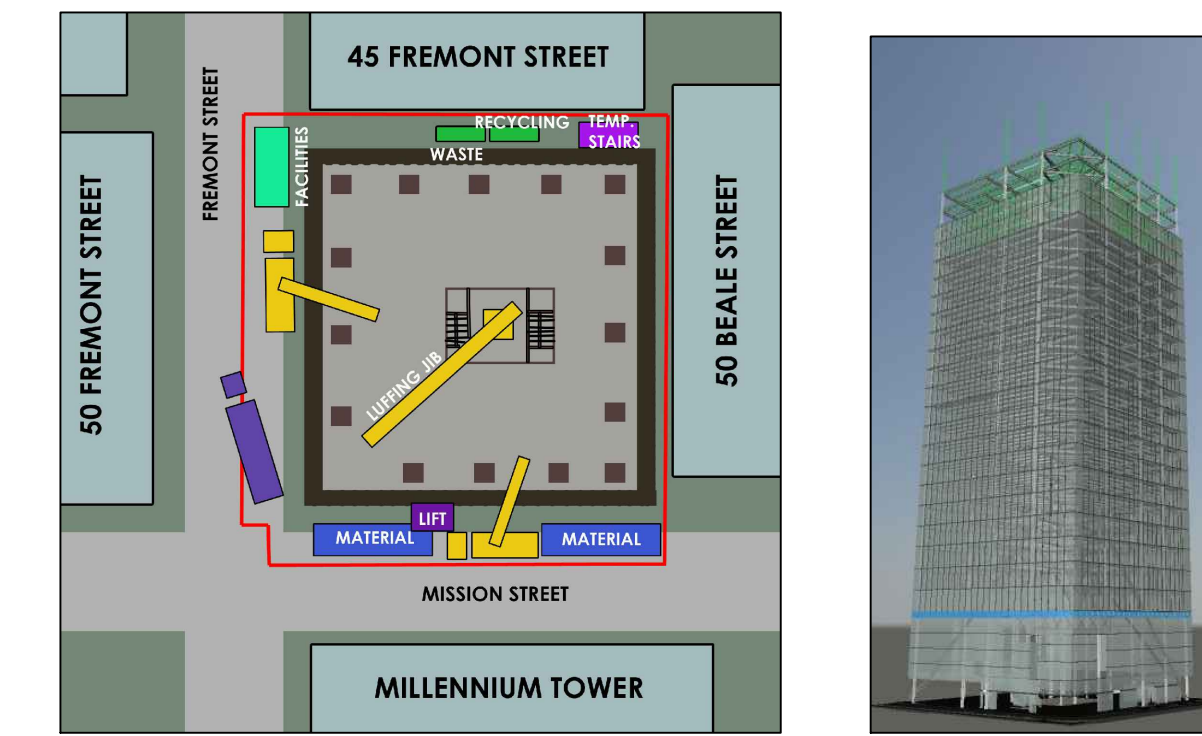 45 FREMONT STREET
FREMONT STREET
RECYCLING
TEMP.
STAIRS
WASTE
FACILITIES
50 FREMONT STREET
50 BEALE STREET
LUFFING JIB
LIFT
MATERIAL
MATERIAL
MISSION STREET
MILLENNIUM TOWER